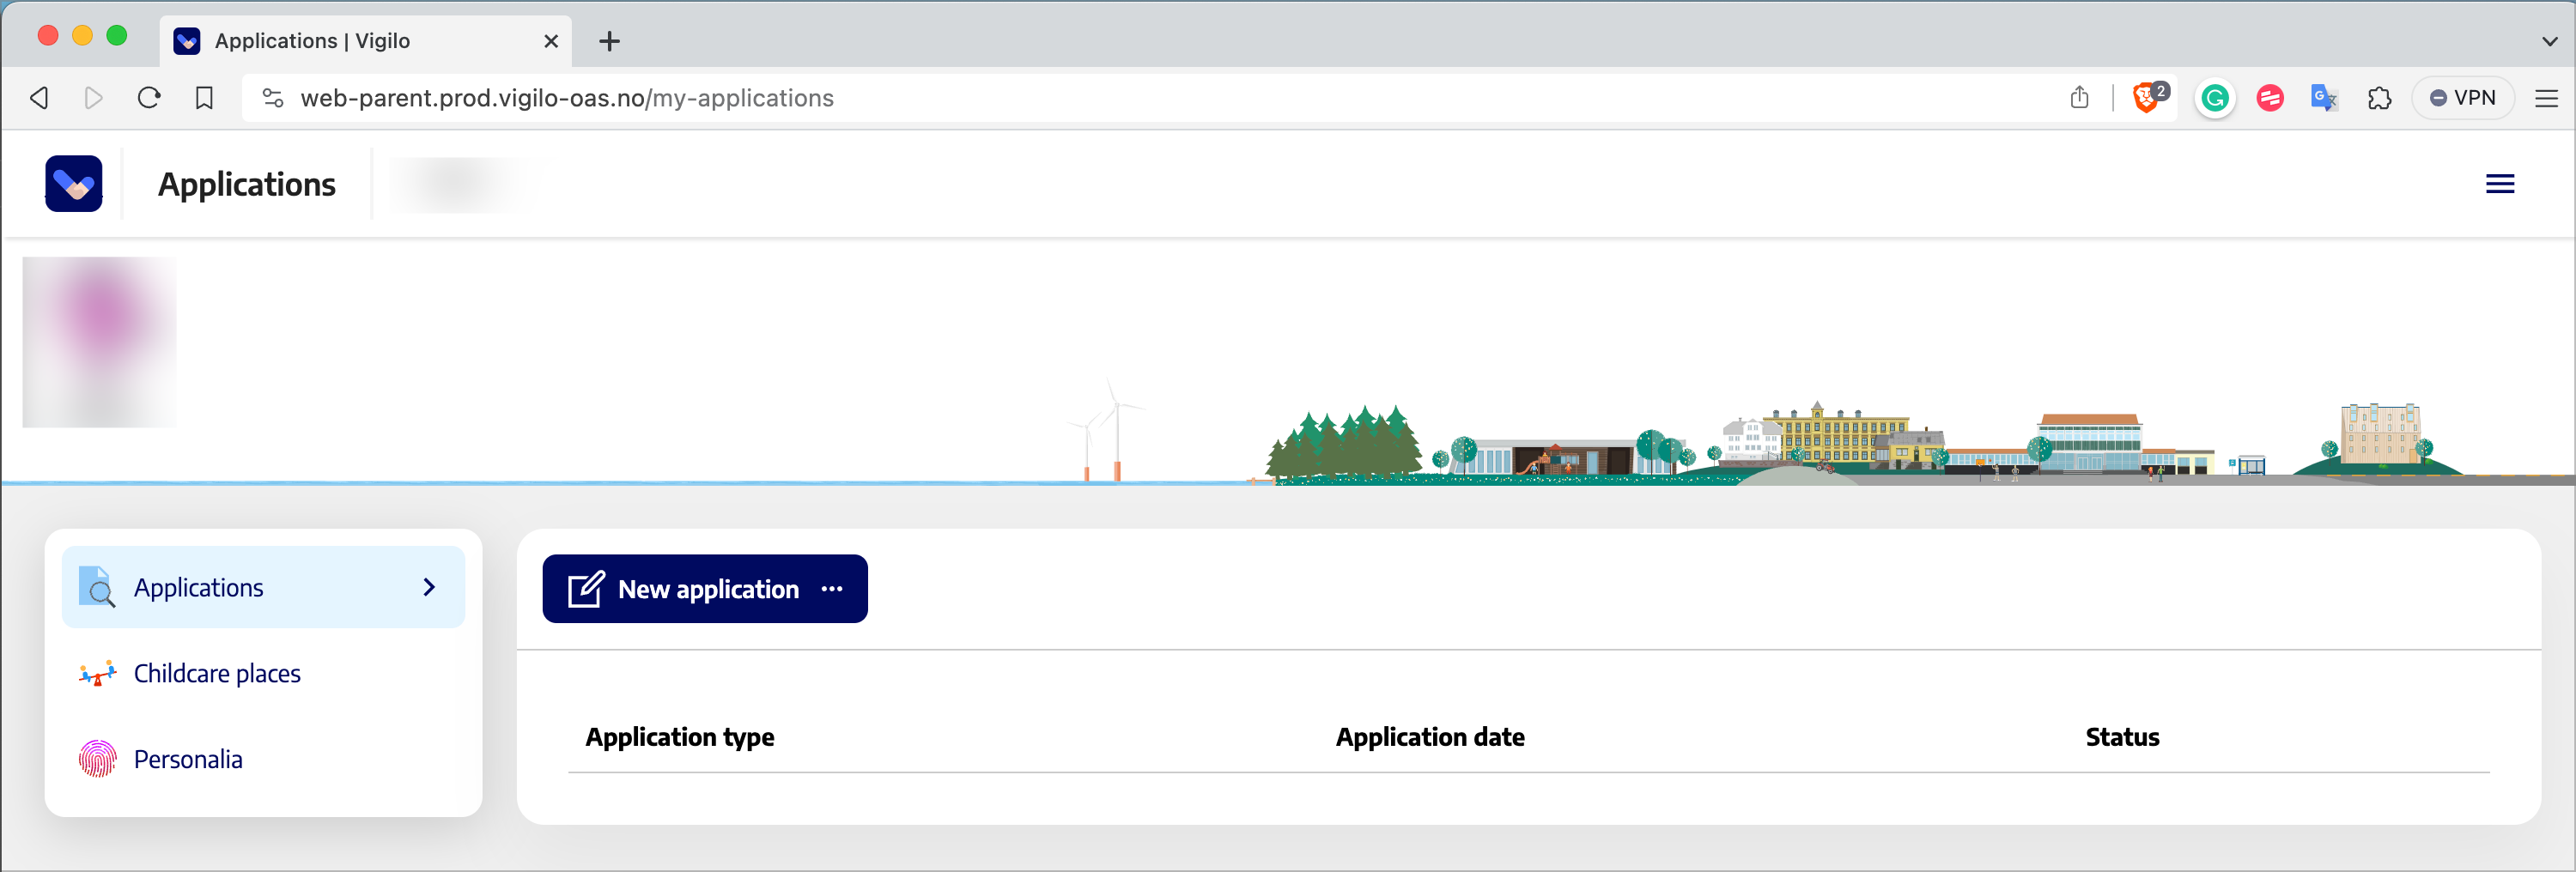 Applications | Vigilo
web-parent.prod.vigilo-oas.no/my-applications
2
VPN
Applications
Applications
New application ...
Childcare places
Personalia
Application type Application date Status